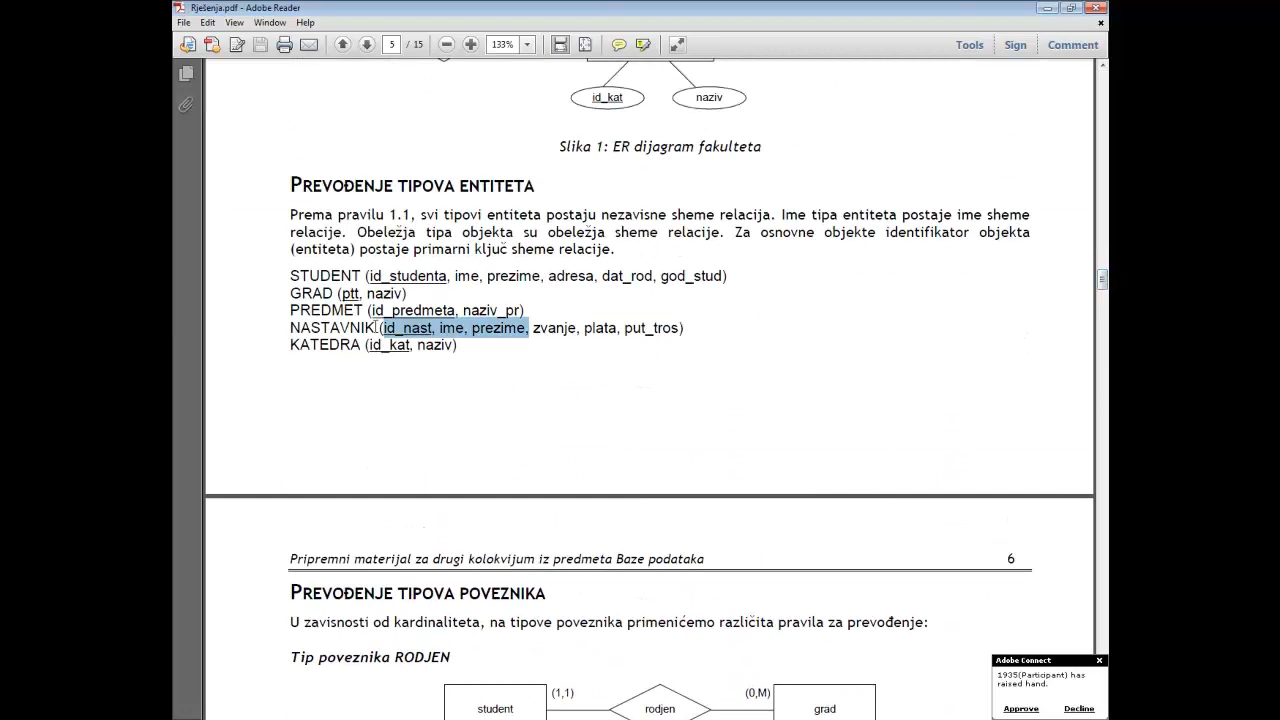 Rješenja.pdf - Adobe Reader
File Edit View Window Help
5 / 15 133% Tools Sign Comment
id_kat naziv
Slika 1: ER dijagram fakulteta
PREVOĐENJE TIPOVA ENTITETA
Prema pravilu 1.1, svi tipovi entiteta postaju nezavisne sheme relacija. Ime tipa entiteta postaje ime sheme
relacije. Obeležja tipa objekta su obeležja sheme relacije. Za osnovne objekte identifikator objekta
(entiteta) postaje primarni ključ sheme relacije.
STUDENT (id_studenta, ime, prezime, adresa, dat_rod, god_stud)
GRAD (ptt, naziv)
PREDMET (id_predmeta, naziv_pr)
NASTAVNIK (id_nast, ime, prezime, zvanje, plata, put_tros)
KATEDRA (id_kat, naziv)
Pripremni materijal za drugi kolokvijum iz predmeta Baze podataka 6
PREVOĐENJE TIPOVA POVEZNIKA
U zavisnosti od kardinaliteta, na tipove poveznika primenićemo različita pravila za prevođenje:
Tip poveznika RODJEN
(1,1) (0,M)
student rodjen grad
Adobe Connect
1935(Participant) has
raised hand.
Approve Decline